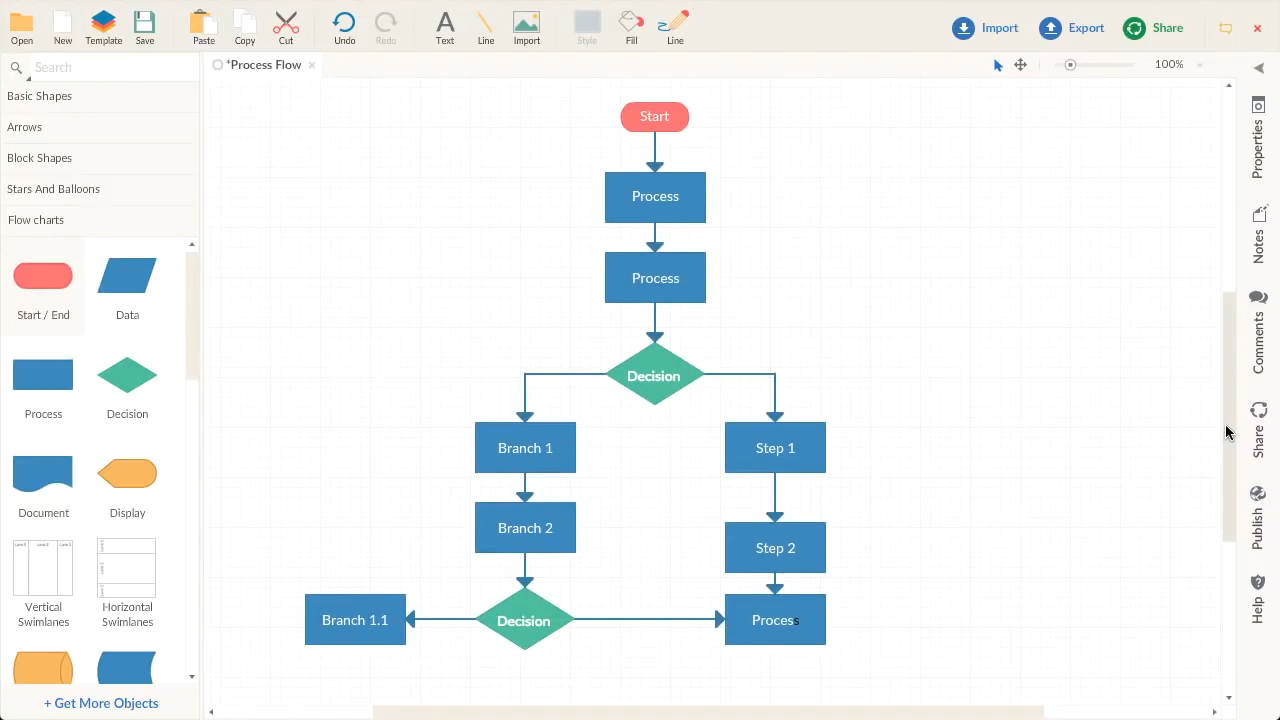 Open New Templates Save Paste Copy Cut Undo Redo Text Line Import Style Fill Line
Import Export Share
Search
*Process Flow
100%
Basic Shapes
Arrows
Block Shapes
Stars And Balloons
Flow charts
Start / End Data
Process Decision
Document Display
Vertical Swimlanes
Horizontal Swimlanes
+ Get More Objects
Start
Process
Process
Decision
Branch 1 Step 1
Branch 2 Step 2
Branch 1.1 Decision Process
Properties
Notes
Comments
Share
Publish
Help